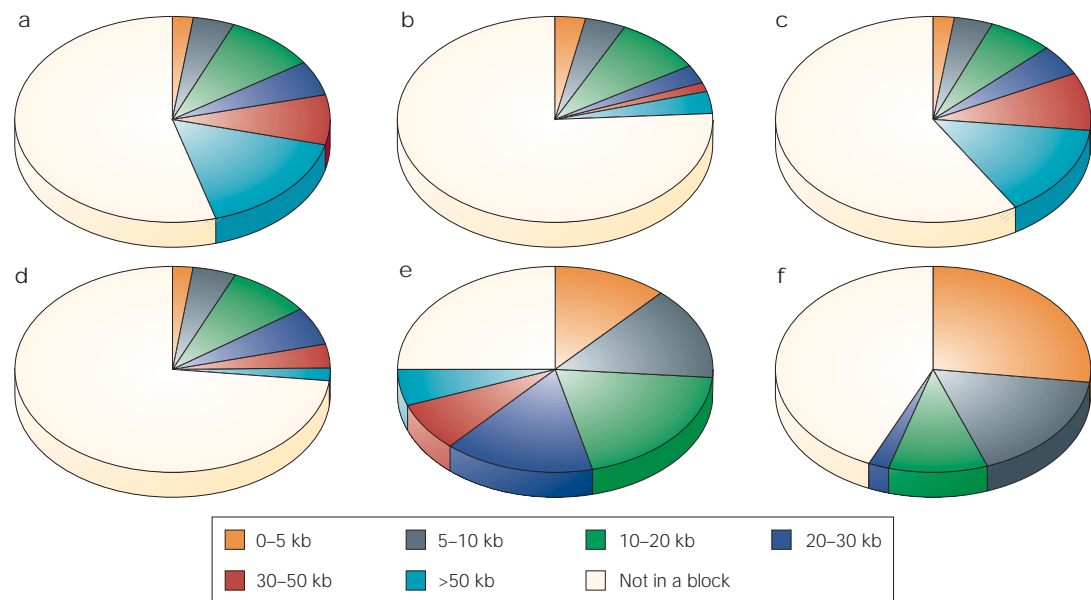 a b c
d e f
0–5 kb 5–10 kb 10–20 kb 20–30 kb
30–50 kb >50 kb Not in a block